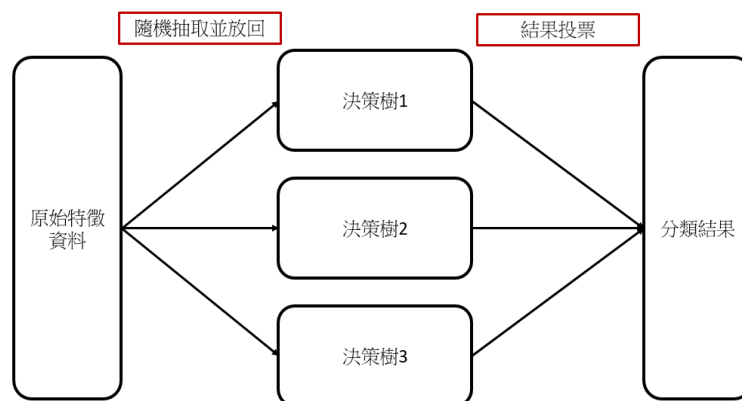 隨機抽取並放回
結果投票
原始特徵
資料
決策樹1
決策樹2
決策樹3
分類結果